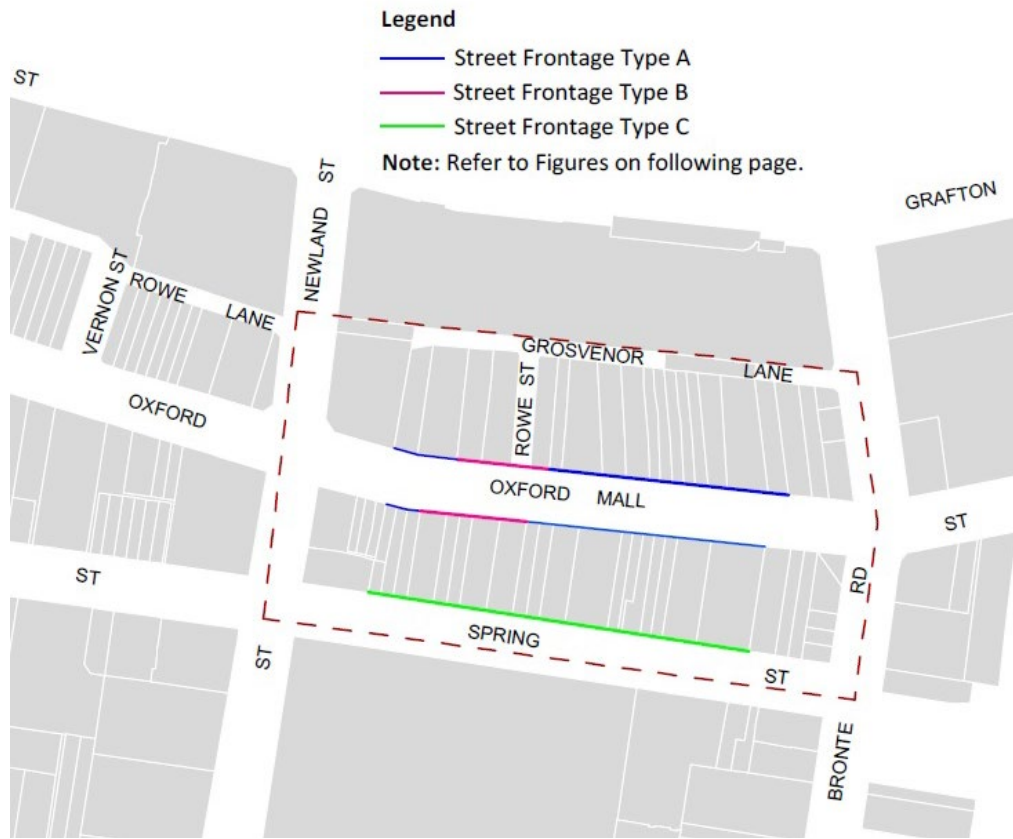 Legend
Street Frontage Type A
Street Frontage Type B
Street Frontage Type C
Note: Refer to Figures on following page.
ST
GRAFTON
NEWLAND ST
VERNON ST
ROWE LANE
GROSVENOR LANE
ROWE ST
OXFORD
OXFORD MALL
ST
ST
RD
SPRING ST
ST
BRONTE